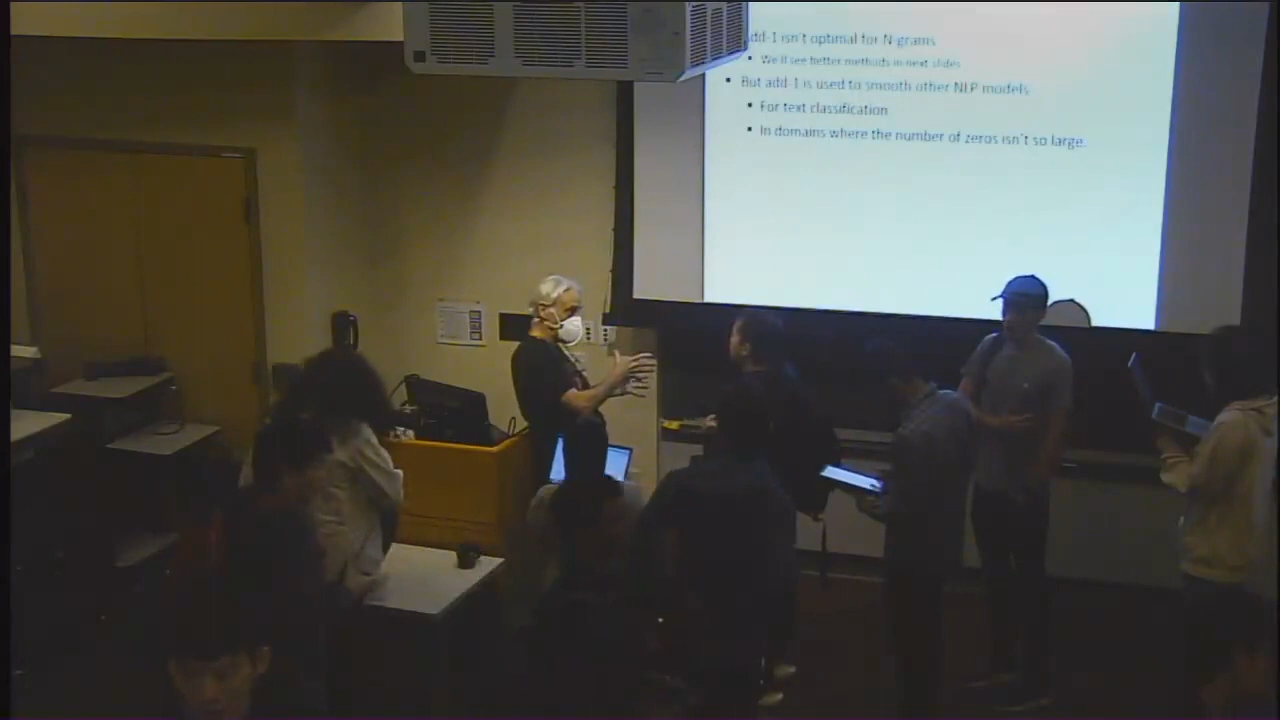 dd-1 isn't optimal for N-grams
We'll see better methods in next slides
But add-1 is used to smooth other NLP models
For text classification
In domains where the number of zeros isn't so large.